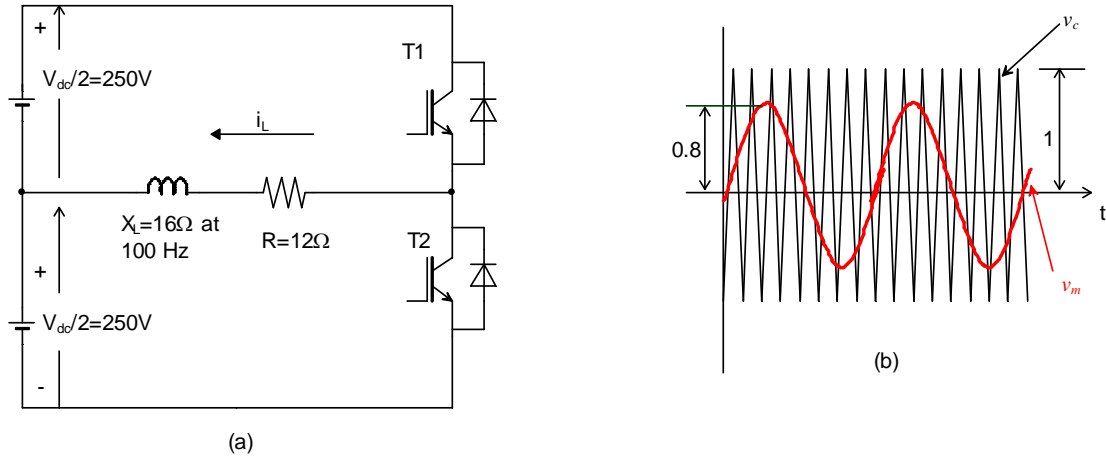 +
V_dc/2=250V
T1
i_L
X_L=16Ω at
100 Hz
R=12Ω
T2
+
V_dc/2=250V
-
(a)
v_c
0.8
1
t
v_m
(b)